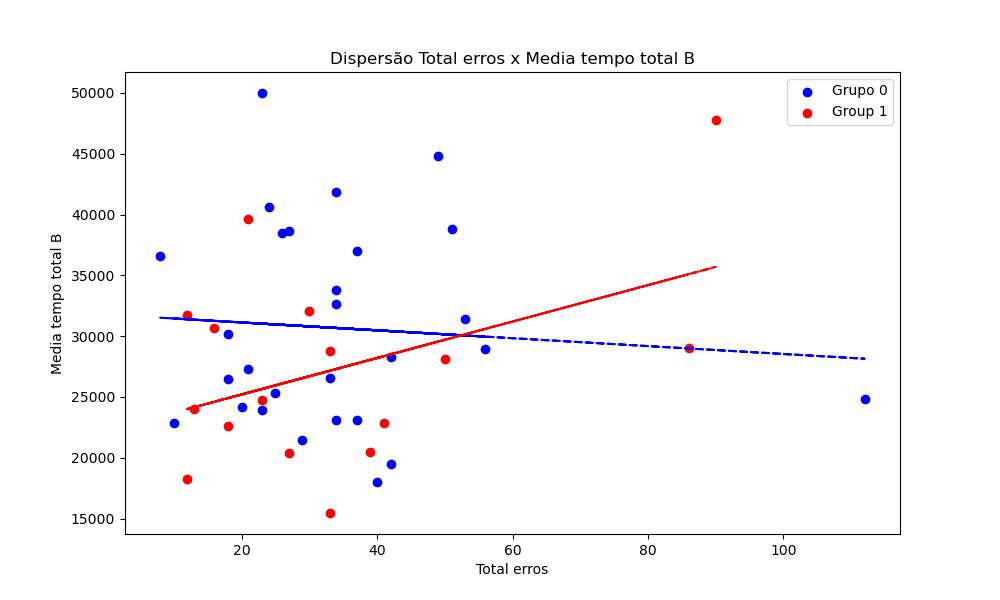 Dispersão Total erros x Media tempo total B
50000
45000
40000
35000
30000
25000
20000
15000
Media tempo total B
Grupo 0
Group 1
20 40 60 80 100
Total erros